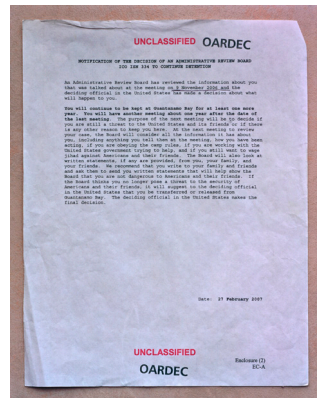 UNCLASSIFIED OARDEC
NOTIFICATION OF THE DECISION OF AN ADMINISTRATIVE REVIEW BOARD
ICO ISN 334 TO CONTINUE DETENTION
An Administrative Review Board has reviewed the information about you
that was talked about at the meeting on 9 November 2006 and the
deciding official in the United States has made a decision about what
will happen to you.
You will continue to be kept at Guantanamo Bay for at least one more
year. You will have another meeting about one year after the date of
the last meeting. The purpose of the next meeting will be to decide if
you are still a threat to the United States and its friends or if there
is any other reason to keep you here. At the next meeting to review
your case, the Board will consider all the information it has about
you, including anything you tell them at the meeting, how you have been
acting, if you are obeying the camp rules, if you are working with the
United States government trying to help, and if you still want to wage
jihad against Americans and their friends. The Board will also look at
written statements, if any are provided, from you, your family, and
your friends. We recommend that you write to your family and friends
and ask them to send you written statements that will help show the
Board that you are not dangerous to Americans and their friends. If
the Board thinks you no longer pose a threat to the security of
Americans and their friends, it will suggest to the deciding official
in the United States that you be transferred or released from
Guantanamo Bay. The deciding official in the United States makes the
final decision.
Date: 27 February 2007
UNCLASSIFIED
OARDEC
Enclosure (2)
EC-A